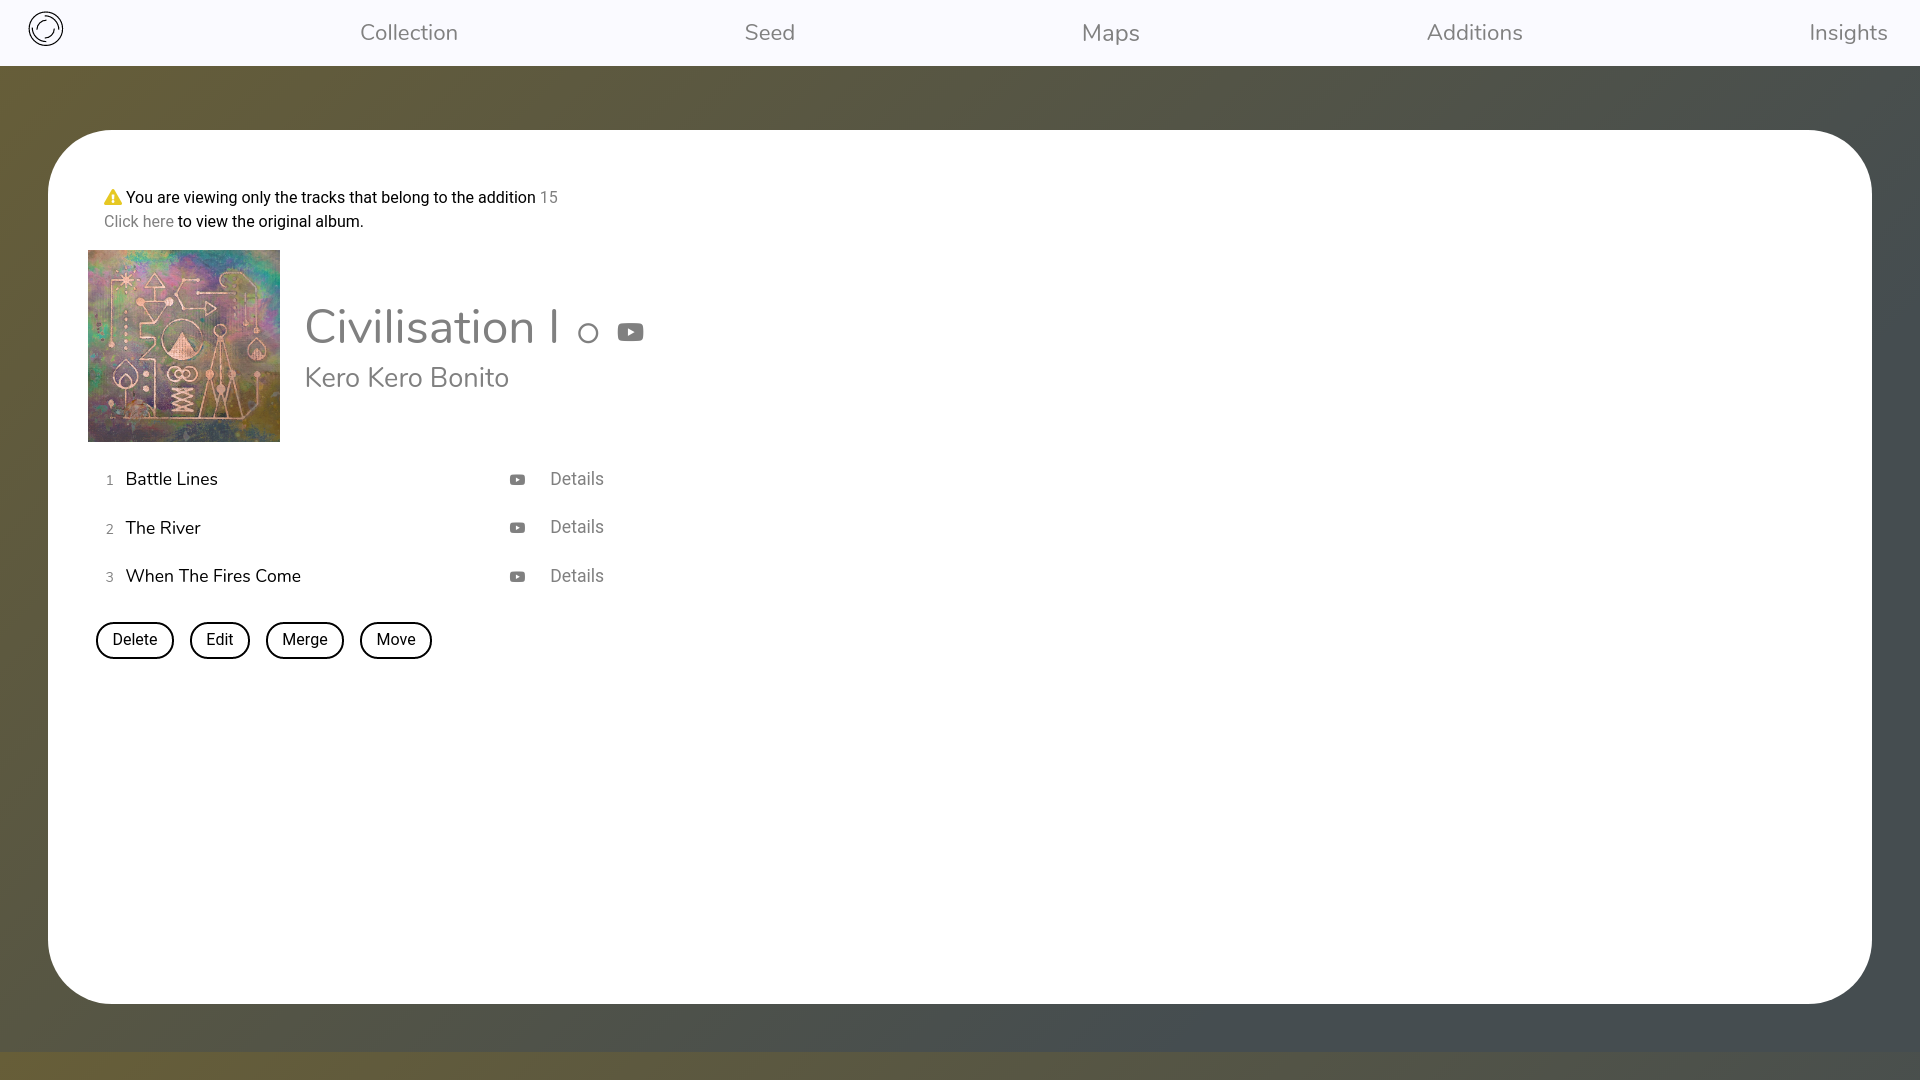 Collection Seed Maps Additions Insights
You are viewing only the tracks that belong to the addition 15
Click here to view the original album.
Civilisation I
Kero Kero Bonito
1 Battle Lines Details
2 The River Details
3 When The Fires Come Details
Delete Edit Merge Move